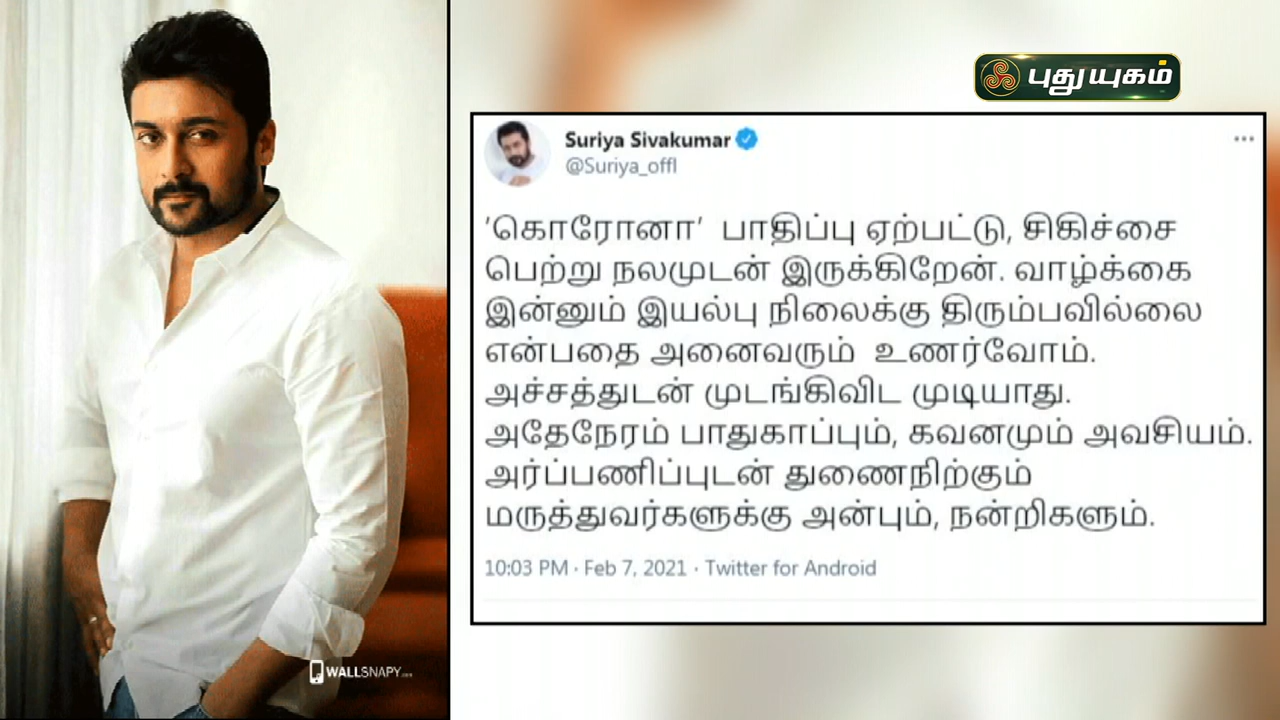 புதுயுகம்
Suriya Sivakumar
@Suriya_offl
'கொரோனா' பாதிப்பு ஏற்பட்டு, சிகிச்சை
பெற்று நலமுடன் இருக்கிறேன். வாழ்க்கை
இன்னும் இயல்பு நிலைக்கு திரும்பவில்லை
என்பதை அனைவரும் உணர்வோம்.
அச்சத்துடன் முடங்கிவிட முடியாது.
அதேநேரம் பாதுகாப்பும், கவனமும் அவசியம்.
அர்ப்பணிப்புடன் துணைநிற்கும்
மருத்துவர்களுக்கு அன்பும், நன்றிகளும்.
10:03 PM · Feb 7, 2021 · Twitter for Android
WALLSNAPY.com